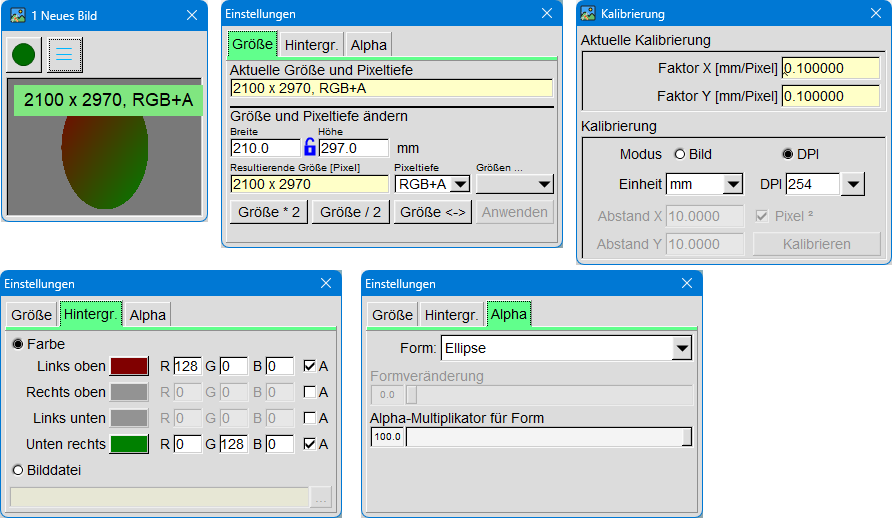 1 Neues Bild
2100 x 2970, RGB+A
Einstellungen
Größe Hintergr. Alpha
Aktuelle Größe und Pixeltiefe
2100 x 2970, RGB+A
Größe und Pixeltiefe ändern
Breite Höhe
210.0 297.0 mm
Resultierende Größe [Pixel] Pixeltiefe Größen ...
2100 x 2970 RGB+A
Größe * 2 Größe / 2 Größe <-> Anwenden
Kalibrierung
Aktuelle Kalibrierung
Faktor X [mm/Pixel] 0.100000
Faktor Y [mm/Pixel] 0.100000
Kalibrierung
Modus Bild DPI
Einheit mm DPI 254
Abstand X 10.0000 Pixel ²
Abstand Y 10.0000 Kalibrieren
Einstellungen
Größe Hintergr. Alpha
Farbe
Links oben R 128 G 0 B 0 A
Rechts oben R 0 G 0 B 0 A
Links unten R 0 G 0 B 0 A
Unten rechts R 0 G 128 B 0 A
Bilddatei
...
Einstellungen
Größe Hintergr. Alpha
Form: Ellipse
Formveränderung
0.0
Alpha-Multiplikator für Form
100.0